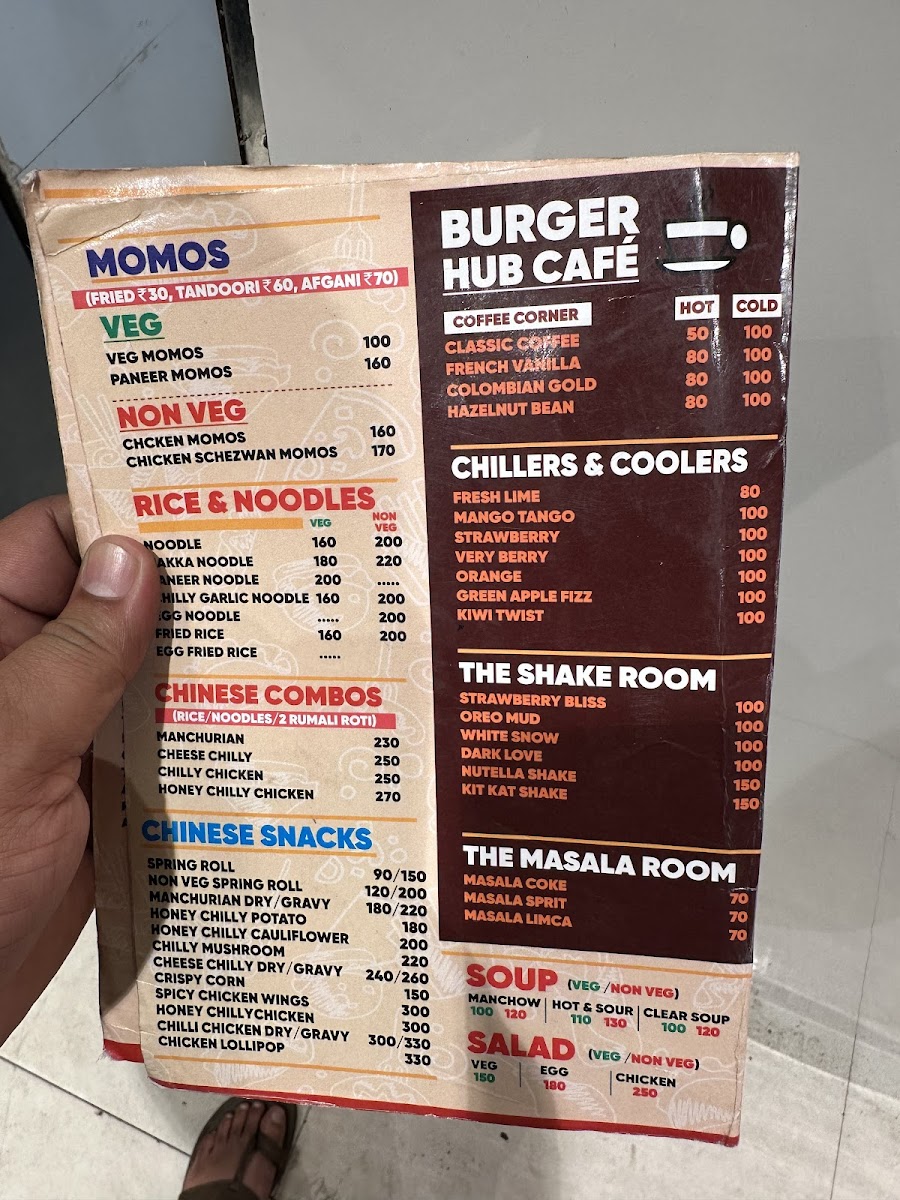 MOMOS
(FRIED ₹30, TANDOORI ₹60, AFGANI ₹70)
VEG
VEG MOMOS 100
PANEER MOMOS 160
NON VEG
CHCKEN MOMOS 160
CHICKEN SCHEZWAN MOMOS 170
RICE & NOODLES
VEG NON VEG
NOODLE 160 200
AKKA NOODLE 180 220
ANEER NOODLE 200 .....
HILLY GARLIC NOODLE 160 200
GG NOODLE ..... 200
FRIED RICE 160 200
EGG FRIED RICE .....
CHINESE COMBOS
(RICE/NOODLES/2 RUMALI ROTI)
MANCHURIAN 230
CHEESE CHILLY 250
CHILLY CHICKEN 250
HONEY CHILLY CHICKEN 270
CHINESE SNACKS
SPRING ROLL 90/150
NON VEG SPRING ROLL 120/200
MANCHURIAN DRY/GRAVY 180/220
HONEY CHILLY POTATO 180
HONEY CHILLY CAULIFLOWER 200
CHILLY MUSHROOM 220
CHEESE CHILLY DRY/GRAVY 240/260
CRISPY CORN 150
SPICY CHICKEN WINGS 300
HONEY CHILLYCHICKEN 300
CHILLI CHICKEN DRY/GRAVY 300/330
CHICKEN LOLLIPOP 330
BURGER
HUB CAFÉ
COFFEE CORNER HOT COLD
CLASSIC COFFEE 50 100
FRENCH VANILLA 80 100
COLOMBIAN GOLD 80 100
HAZELNUT BEAN 80 100
CHILLERS & COOLERS
FRESH LIME 80
MANGO TANGO 100
STRAWBERRY 100
VERY BERRY 100
ORANGE 100
GREEN APPLE FIZZ 100
KIWI TWIST 100
THE SHAKE ROOM
STRAWBERRY BLISS 100
OREO MUD 100
WHITE SNOW 100
DARK LOVE 100
NUTELLA SHAKE 150
KIT KAT SHAKE 150
THE MASALA ROOM
MASALA COKE 70
MASALA SPRIT 70
MASALA LIMCA 70
SOUP (VEG /NON VEG)
MANCHOW | HOT & SOUR | CLEAR SOUP
100 120 110 130 100 120
SALAD (VEG /NON VEG)
VEG | EGG | CHICKEN
150 180 250